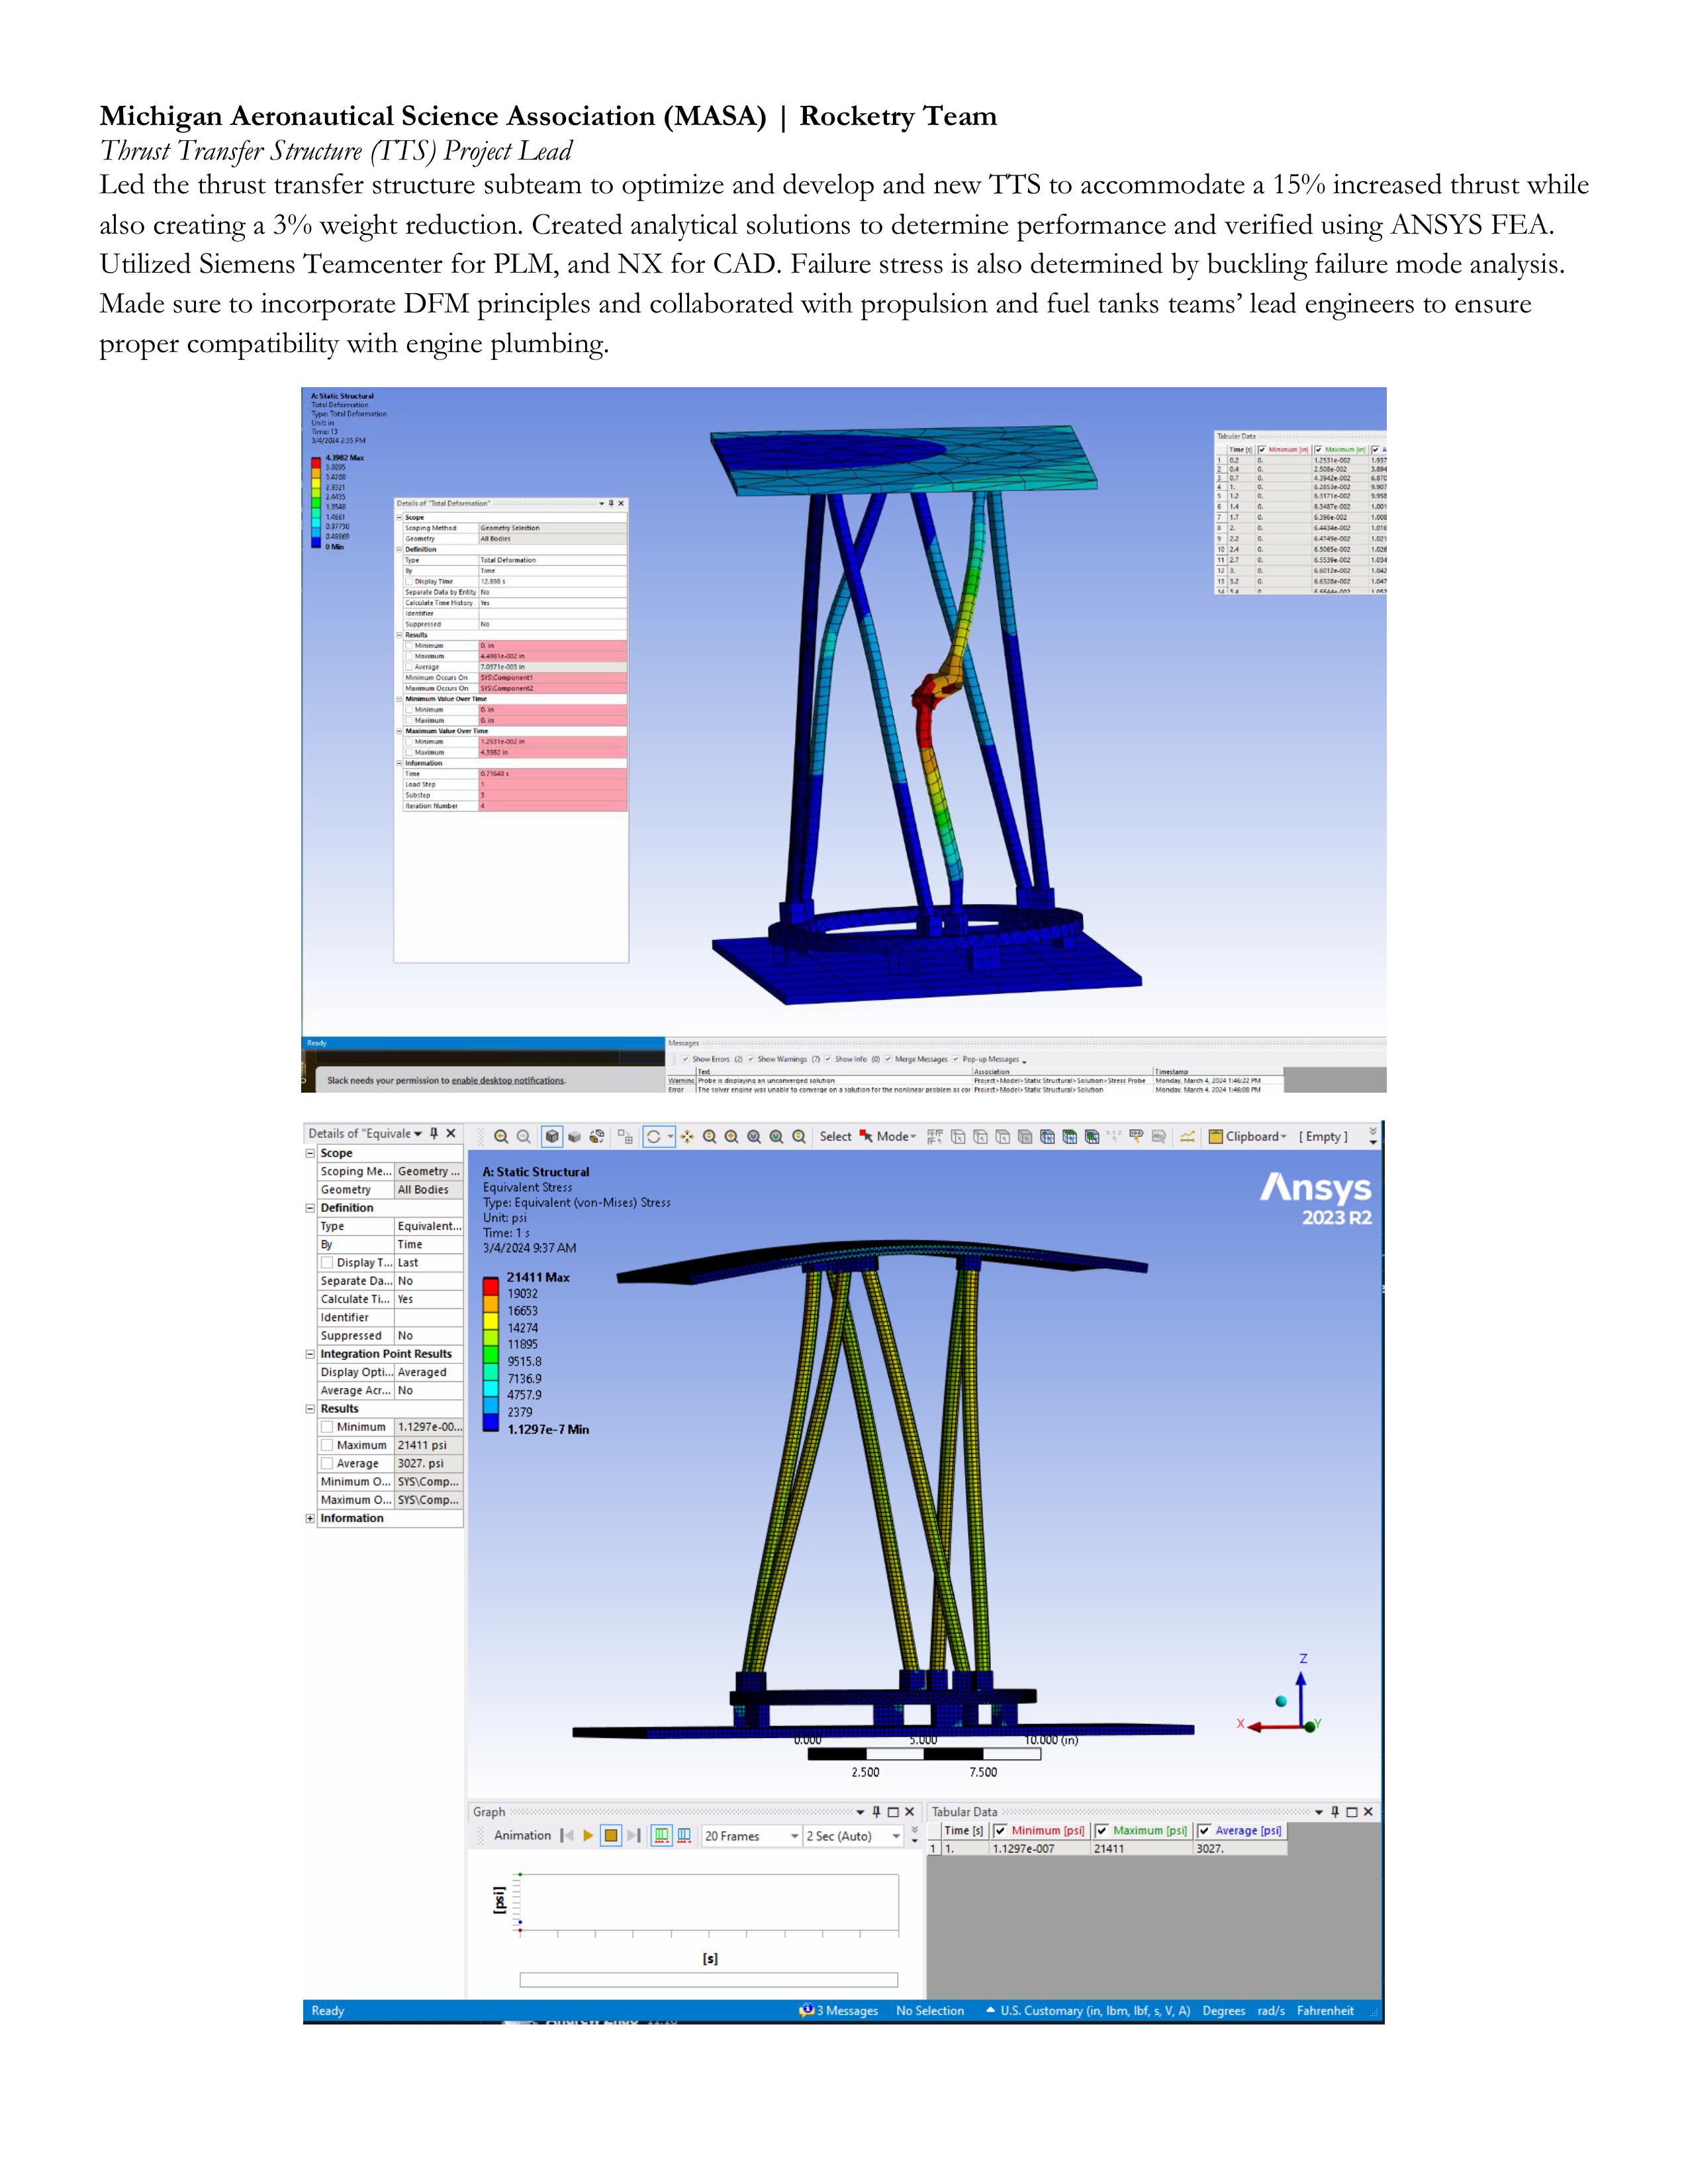 Michigan Aeronautical Science Association (MASA) | Rocketry Team
Thrust Transfer Structure (TTS) Project Lead
Led the thrust transfer structure subteam to optimize and develop and new TTS to accommodate a 15% increased thrust while
also creating a 3% weight reduction. Created analytical solutions to determine performance and verified using ANSYS FEA.
Utilized Siemens Teamcenter for PLM, and NX for CAD. Failure stress is also determined by buckling failure mode analysis.
Made sure to incorporate DFM principles and collaborated with propulsion and fuel tanks teams' lead engineers to ensure
proper compatibility with engine plumbing.
A: Static Structural
Total Deformation
Type: Total Deformation
Unit: in
Time: 13
3/4/2024 2:35 PM
4.3982 Max
2.9321
2.4435
1.4661
0.97738
0.48869
0 Min
Details of "Total Deformation"
Scope
Scoping Method Geometry Selection
Geometry All Bodies
Definition
Type Total Deformation
By Time
Display Time 12.898 s
Separate Data by Entity No
Calculate Time History Yes
Identifier
Suppressed No
Results
Minimum 0. in
Maximum 4.4981e-002 in
Average 7.0371e-003 in
Minimum Occurs On SYS\Component1
Maximum Occurs On SYS\Component2
Minimum Value Over Time
Minimum 0. in
Maximum 0. in
Maximum Value Over Time
Minimum 1.2531e-002 in
Maximum 4.3982 in
Information
Time 0.71648 s
Load Step 1
Substep 3
Iteration Number 4
Tabular Data
Time [s] Minimum [in] Maximum [in] A
1 0.2 0. 1.2531e-002 1.937
2 0.4 0. 2.508e-002 3.894
3 0.7 0. 4.3942e-002 6.870
4 1. 0. 6.2853e-002 9.907
5 1.2 0. 6.3171e-002 9.958
6 1.4 0. 6.3487e-002 1.001
7 1.7 0. 6.396e-002 1.008
8 2. 0. 6.4434e-002 1.016
9 2.2 0. 6.4749e-002 1.021
10 2.4 0. 6.5065e-002 1.026
11 2.7 0. 6.5539e-002 1.034
12 3. 0. 6.6012e-002 1.042
13 3.2 0. 6.6328e-002 1.047
14 3.4 0.
Ready
Slack needs your permission to enable desktop notifications.
Messages
Show Errors (2) Show Warnings (7) Show Info (0) Merge Messages Pop-up Messages
Text Association Timestamp
Warning Probe is displaying an unconverged solution Project>Model>Static Structural>Solution>Stress Probe Monday, March 4, 2024 1:46:22 PM
Error The solver engine was unable to converge on a solution for the nonlinear problem as co Project>Model>Static Structural>Solution Monday, March 4, 2024 1:46:08 PM
Details of "Equivale
Select Mode Clipboard [ Empty ]
Scope
Scoping Me... Geometry ...
Geometry All Bodies
Definition
Type Equivalent...
By Time
Display T... Last
Separate Da... No
Calculate Ti... Yes
Identifier
Suppressed No
Integration Point Results
Display Opti... Averaged
Average Acr... No
Results
Minimum 1.1297e-00...
Maximum 21411 psi
Average 3027. psi
Minimum O... SYS\Comp...
Maximum O... SYS\Comp...
Information
A: Static Structural
Equivalent Stress
Type: Equivalent (von-Mises) Stress
Unit: psi
Time: 1 s
3/4/2024 9:37 AM
21411 Max
19032
16653
14274
11895
9515.8
7136.9
4757.9
2379
1.1297e-7 Min
Ansys
2023 R2
Z
X
Y
0.000 5.000 10.000 (in)
2.500 7.500
Graph
Animation 20 Frames 2 Sec (Auto)
[psi]
[s]
Tabular Data
Time [s] Minimum [psi] Maximum [psi] Average [psi]
1 1. 1.1297e-007 21411 3027.
Ready 3 Messages No Selection U.S. Customary (in, lbm, lbf, s, V, A) Degrees rad/s Fahrenheit